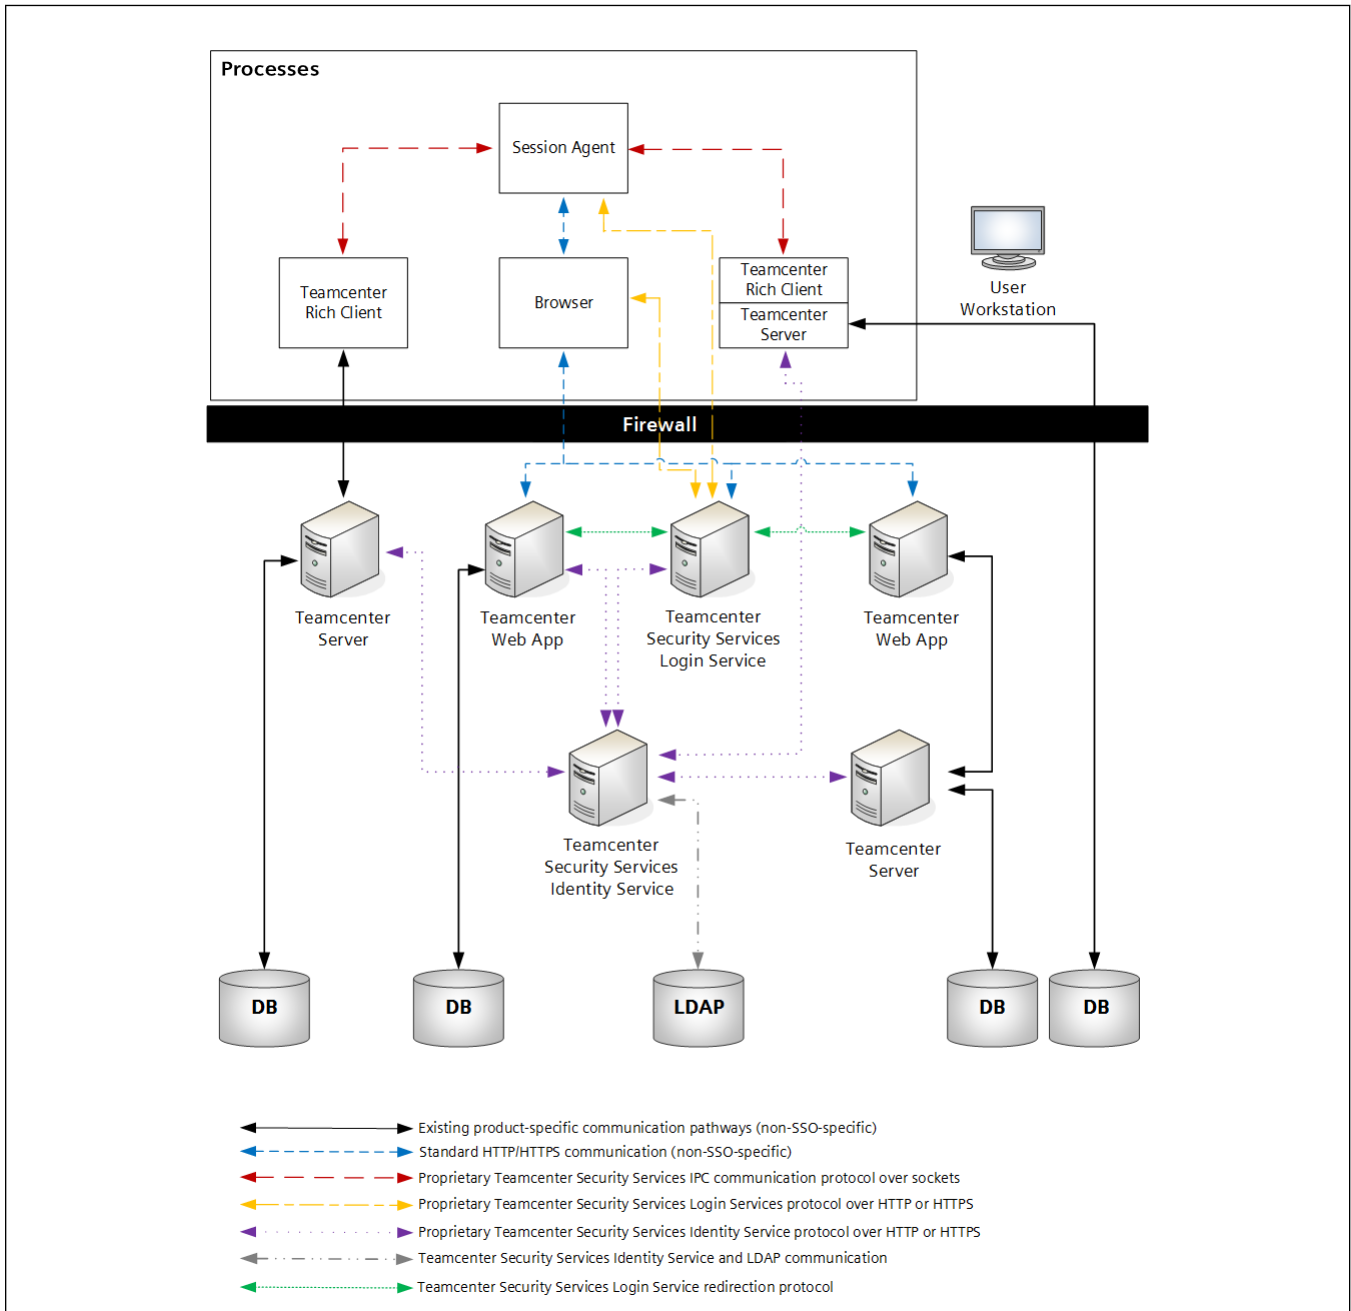 Processes
Session Agent
Teamcenter
Rich Client
Browser
Teamcenter
Rich Client
Teamcenter
Server
User
Workstation
Firewall
Teamcenter
Server
Teamcenter
Web App
Teamcenter
Security Services
Login Service
Teamcenter
Web App
Teamcenter
Security Services
Identity Service
Teamcenter
Server
DB
DB
LDAP
DB
DB
Existing product-specific communication pathways (non-SSO-specific)
Standard HTTP/HTTPS communication (non-SSO-specific)
Proprietary Teamcenter Security Services IPC communication protocol over sockets
Proprietary Teamcenter Security Services Login Services protocol over HTTP or HTTPS
Proprietary Teamcenter Security Services Identity Service protocol over HTTP or HTTPS
Teamcenter Security Services Identity Service and LDAP communication
Teamcenter Security Services Login Service redirection protocol